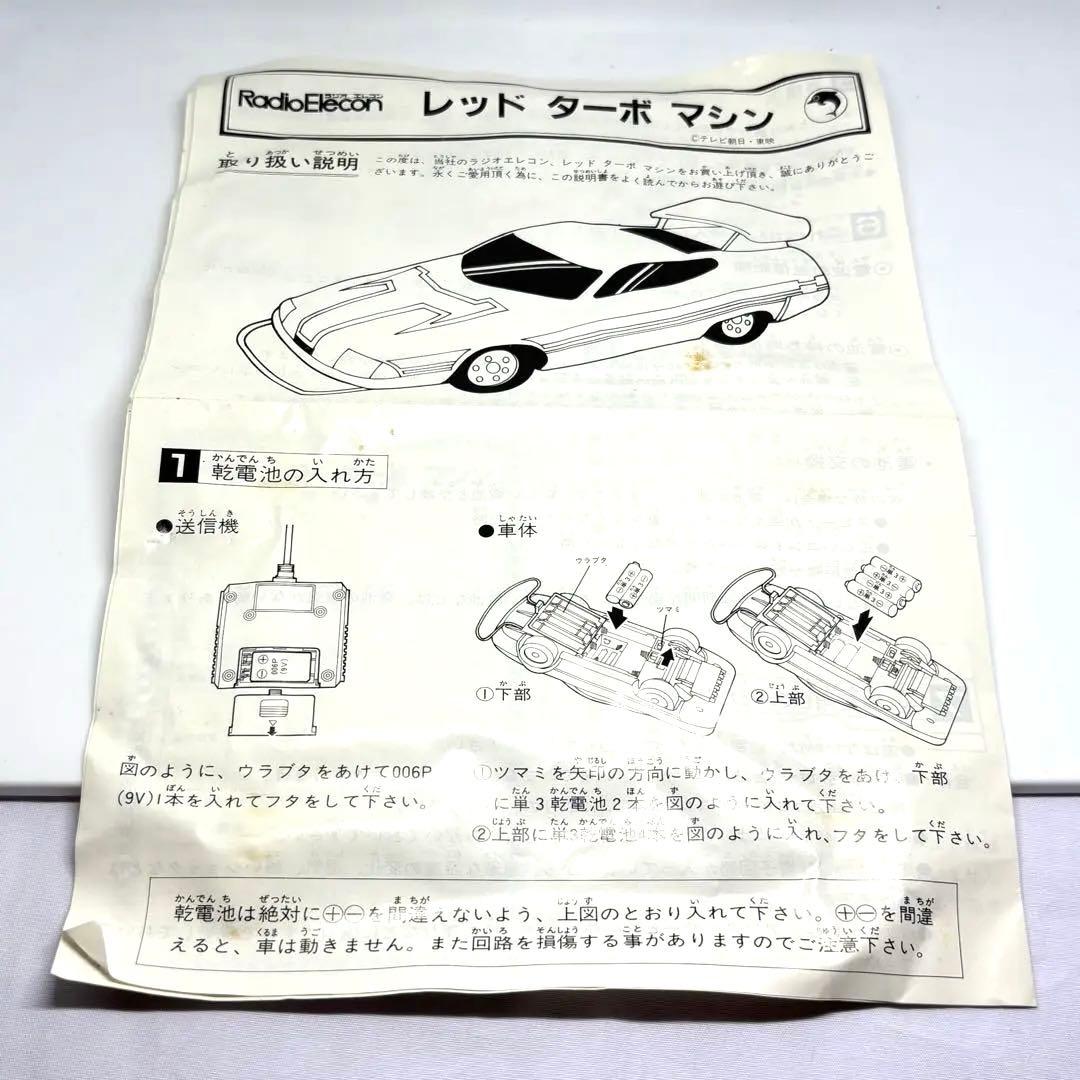 RadioElecon ラジオ エレコン レッド ターボ マシン
©テレビ朝日・東映
取り扱い説明
この度は、当社のラジオエレコン、レッド ターボ マシンをお買い上げ頂き、誠にありがとうご
ざいます。永くご愛用頂く為に、この説明書をよく読んでからお遊び下さい。
1 乾電池の入れ方
●送信機
006P
(9V)
図のように、ウラブタをあけて006P
(9V)1本を入れてフタをして下さい。
●車体
ウラブタ
ツマミ
①下部
②上部
①ツマミを矢印の方向に動かし、ウラブタをあけ 下部
に単3乾電池2本を図のように入れて下さい。
②上部に単3乾電池4本を図のように入れ、フタをして下さい。
乾電池は絶対に⊕⊖を間違えないよう、上図のとおり入れて下さい。⊕⊖を間違
えると、車は動きません。また回路を損傷する事がありますのでご注意下さい。